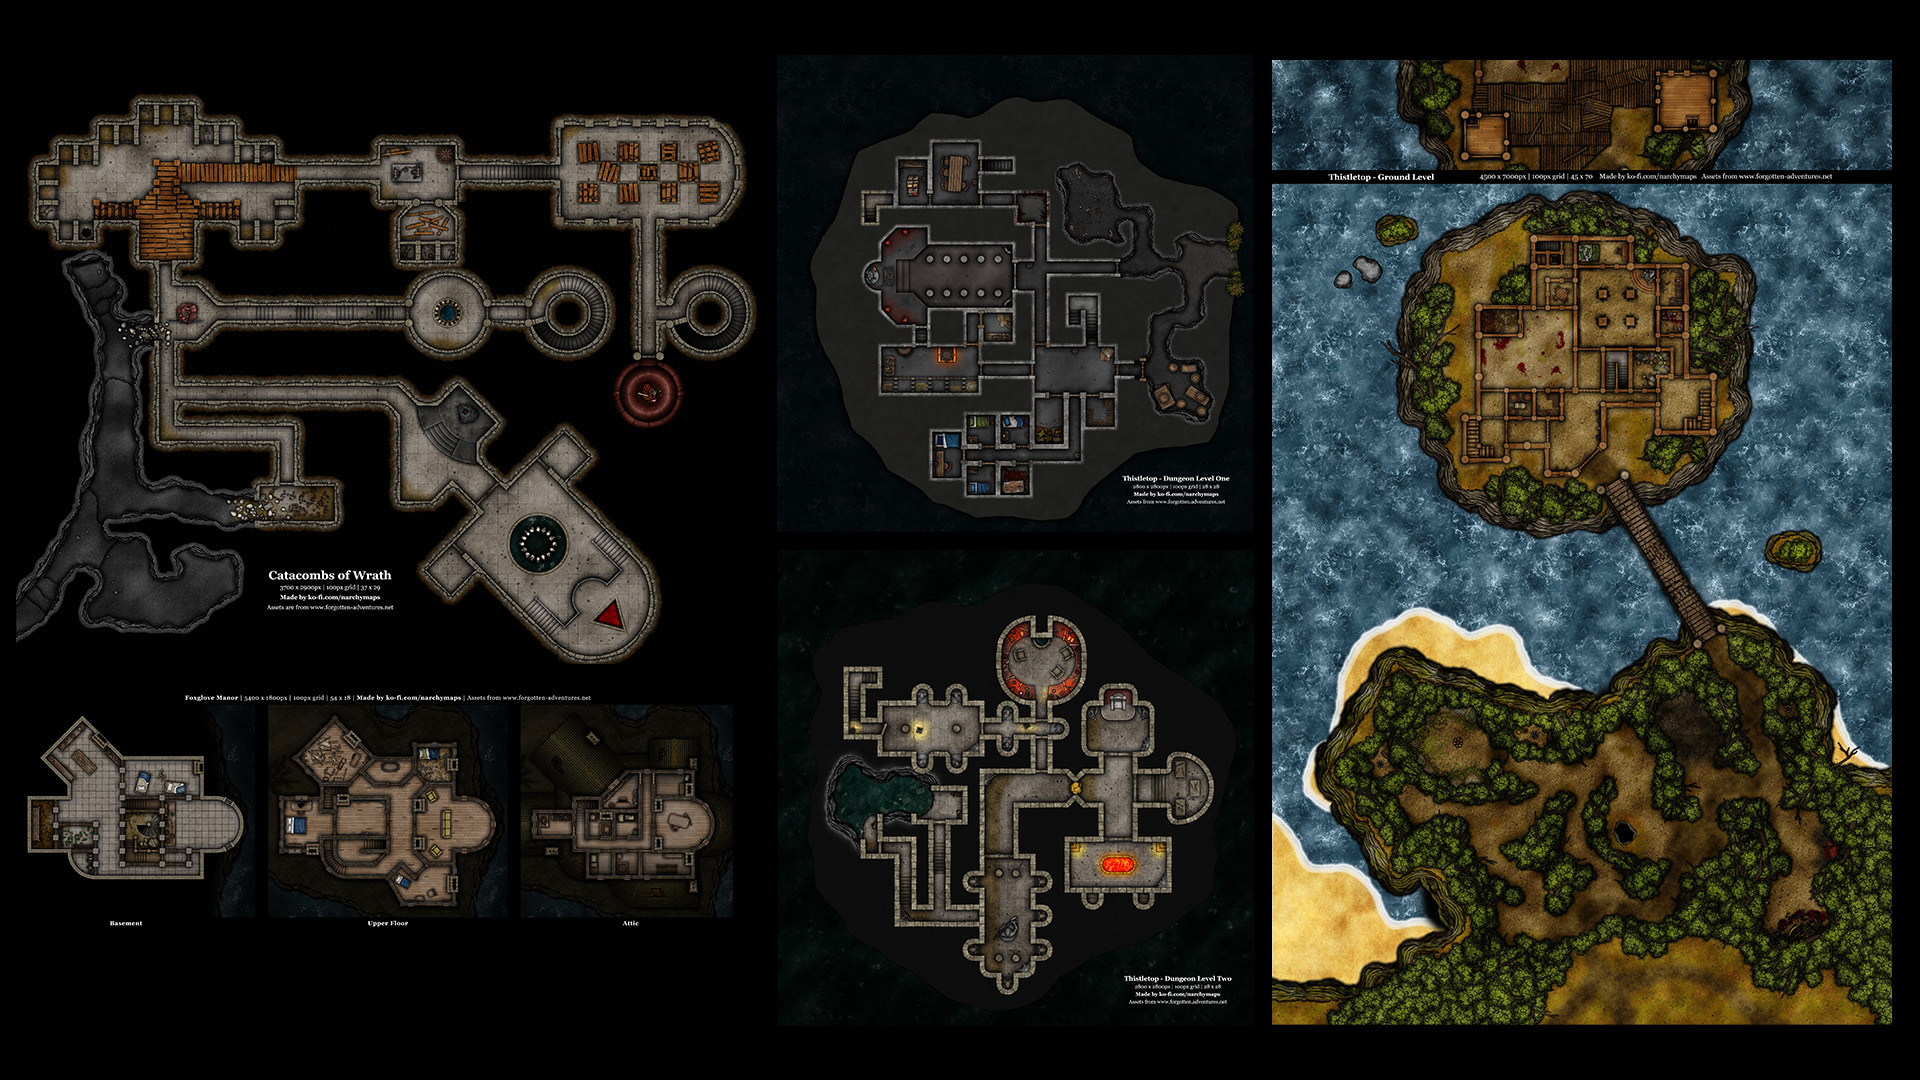 Catacombs of Wrath
3700 x 2900px | 100px grid | 37 x 29
Made by ko-fi.com/narchymaps
Assets are from www.forgotten-adventures.net
Foxglove Manor | 5400 x 1800px | 100px grid | 54 x 18 | Made by ko-fi.com/narchymaps | Assets from www.forgotten-adventures.net
Basement
Upper Floor
Attic
Thistletop - Dungeon Level One
2800 x 2800px | 100px grid | 28 x 28
Made by ko-fi.com/narchymaps
Assets from www.forgotten-adventures.net
Thistletop - Dungeon Level Two
2800 x 2800px | 100px grid | 28 x 28
Made by ko-fi.com/narchymaps
Assets from www.forgotten-adventures.net
Thistletop - Ground Level
4500 x 7000px | 100px grid | 45 x 70 Made by ko-fi.com/narchymaps Assets from www.forgotten-adventures.net